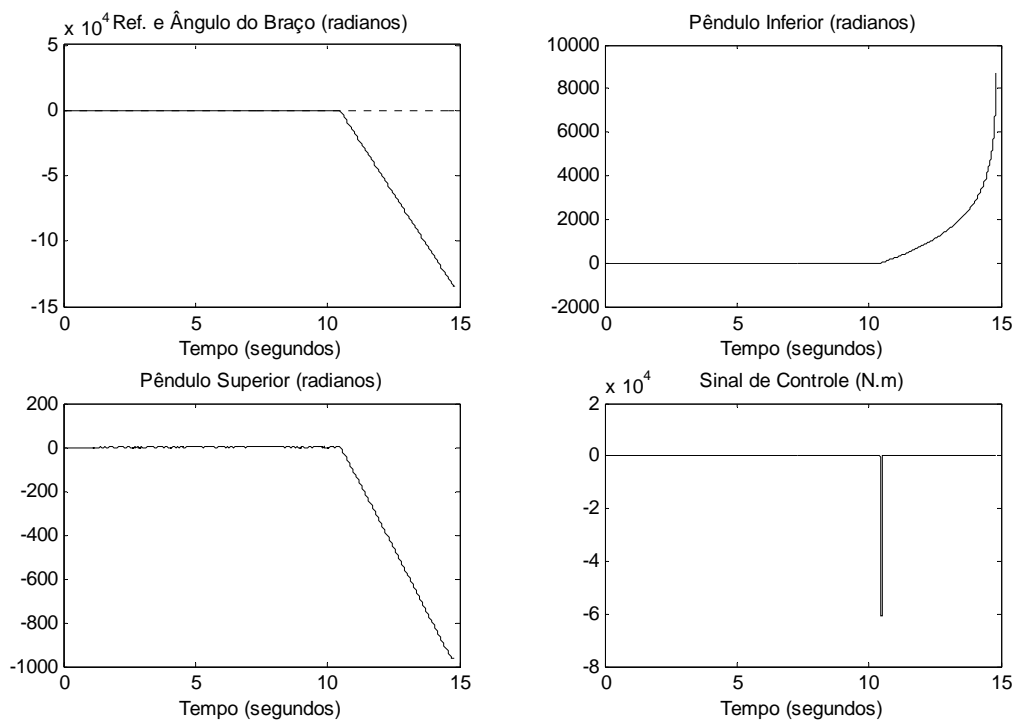 x 10^4 Ref. e Ângulo do Braço (radianos)
5
0
-5
-10
-15
0 5 10 15
Tempo (segundos)
Pêndulo Inferior (radianos)
10000
8000
6000
4000
2000
0
-2000
0 5 10 15
Tempo (segundos)
Pêndulo Superior (radianos)
200
0
-200
-400
-600
-800
-1000
0 5 10 15
Tempo (segundos)
x 10^4 Sinal de Controle (N.m)
2
0
-2
-4
-6
-8
0 5 10 15
Tempo (segundos)